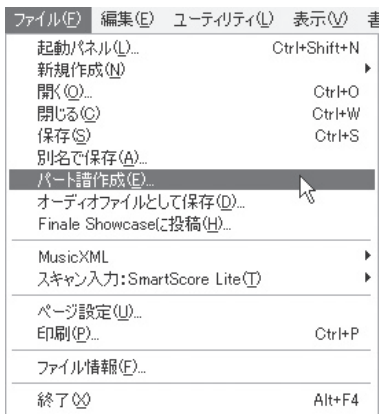 ファイル(F) 編集(E) ユーティリティ(L) 表示(V) 書
起動パネル(L)... Ctrl+Shift+N
新規作成(N)
開く(O)... Ctrl+O
閉じる(C) Ctrl+W
保存(S) Ctrl+S
別名で保存(A)...
パート譜作成(E)...
オーディオファイルとして保存(D)...
Finale Showcaseに投稿(H)...
MusicXML
スキャン入力:SmartScore Lite(T)
ページ設定(U)...
印刷(P)... Ctrl+P
ファイル情報(F)...
終了(X) Alt+F4